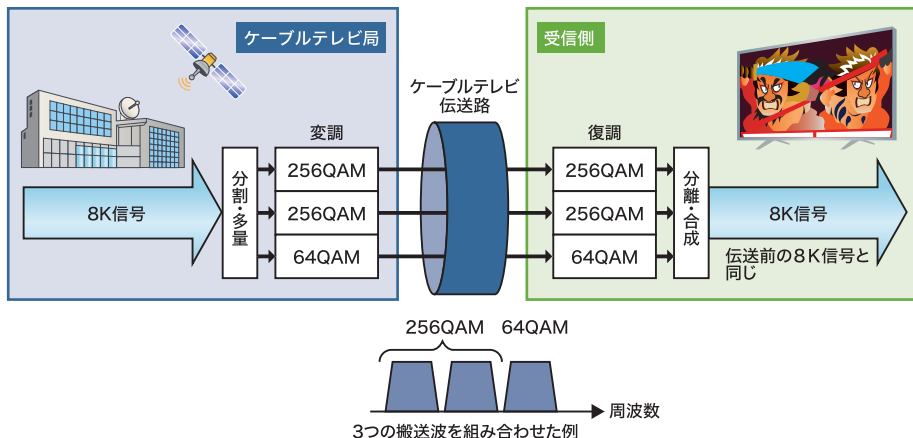 ケーブルテレビ局
受信側
ケーブルテレビ
伝送路
変調
復調
8K信号
分割・多量
256QAM
256QAM
64QAM
256QAM
256QAM
64QAM
分離・合成
8K信号
伝送前の8K信号と
同じ
256QAM
64QAM
周波数
3つの搬送波を組み合わせた例